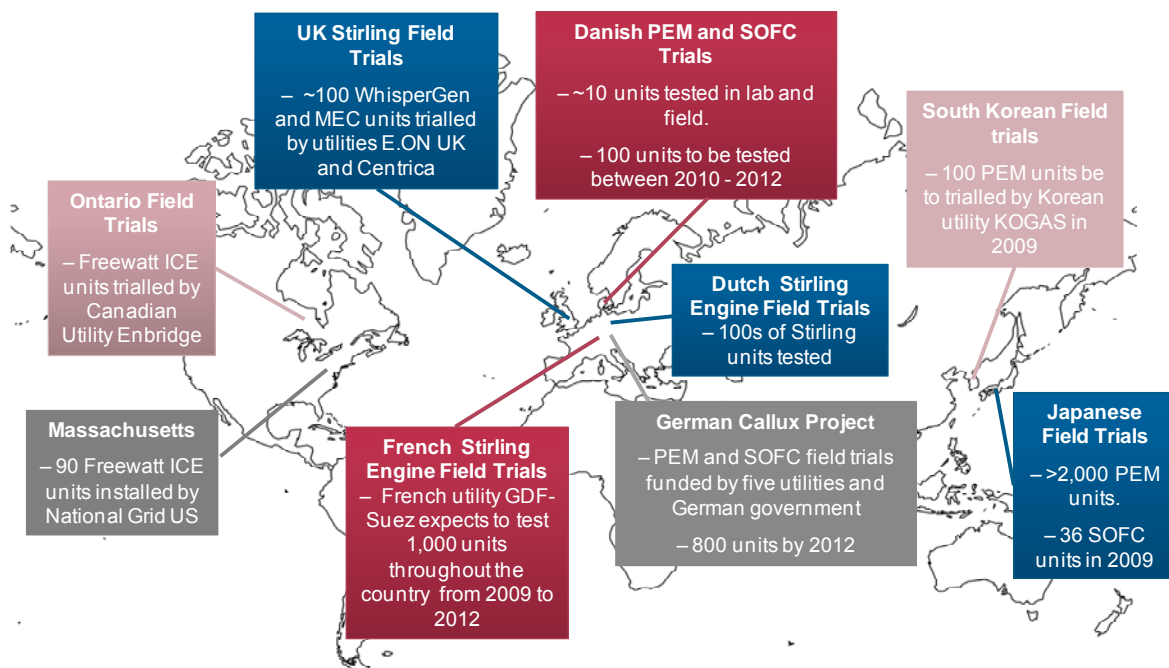 UK Stirling Field
Trials
– ~100 WhisperGen
and MEC units trialled
by utilities E.ON UK
and Centrica
Danish PEM and SOFC
Trials
– ~10 units tested in lab and
field.
– 100 units to be tested
between 2010 - 2012
South Korean Field
trials
– 100 PEM units be
to trialled by Korean
utility KOGAS in
2009
Ontario Field
Trials
– Freewatt ICE
units trialled by
Canadian
Utility Enbridge
Dutch Stirling
Engine Field Trials
– 100s of Stirling
units tested
Massachusetts
– 90 Freewatt ICE
units installed by
National Grid US
French Stirling
Engine Field Trials
– French utility GDF-
Suez expects to test
1,000 units
throughout the
country from 2009 to
2012
German Callux Project
– PEM and SOFC field trials
funded by five utilities and
German government
– 800 units by 2012
Japanese
Field Trials
– >2,000 PEM
units.
– 36 SOFC
units in 2009